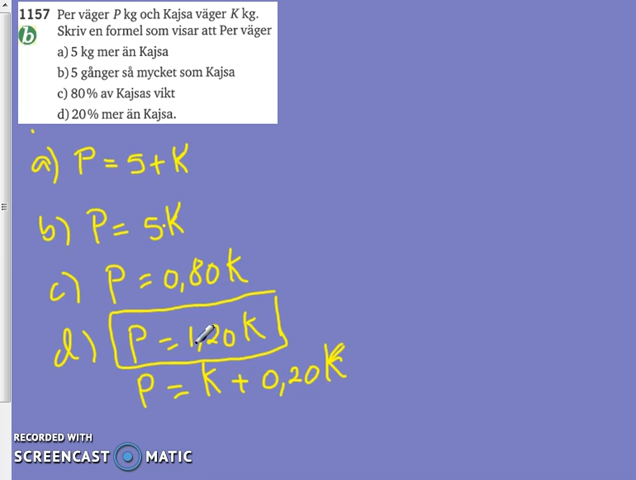 1157 Per väger P kg och Kajsa väger K kg.
b Skriv en formel som visar att Per väger
a) 5 kg mer än Kajsa
b) 5 gånger så mycket som Kajsa
c) 80% av Kajsas vikt
d) 20% mer än Kajsa.
a) P = 5+K
b) P = 5·K
c) P = 0,80K
d) P = 1,20K
P = K + 0,20K
RECORDED WITH
SCREENCAST MATIC